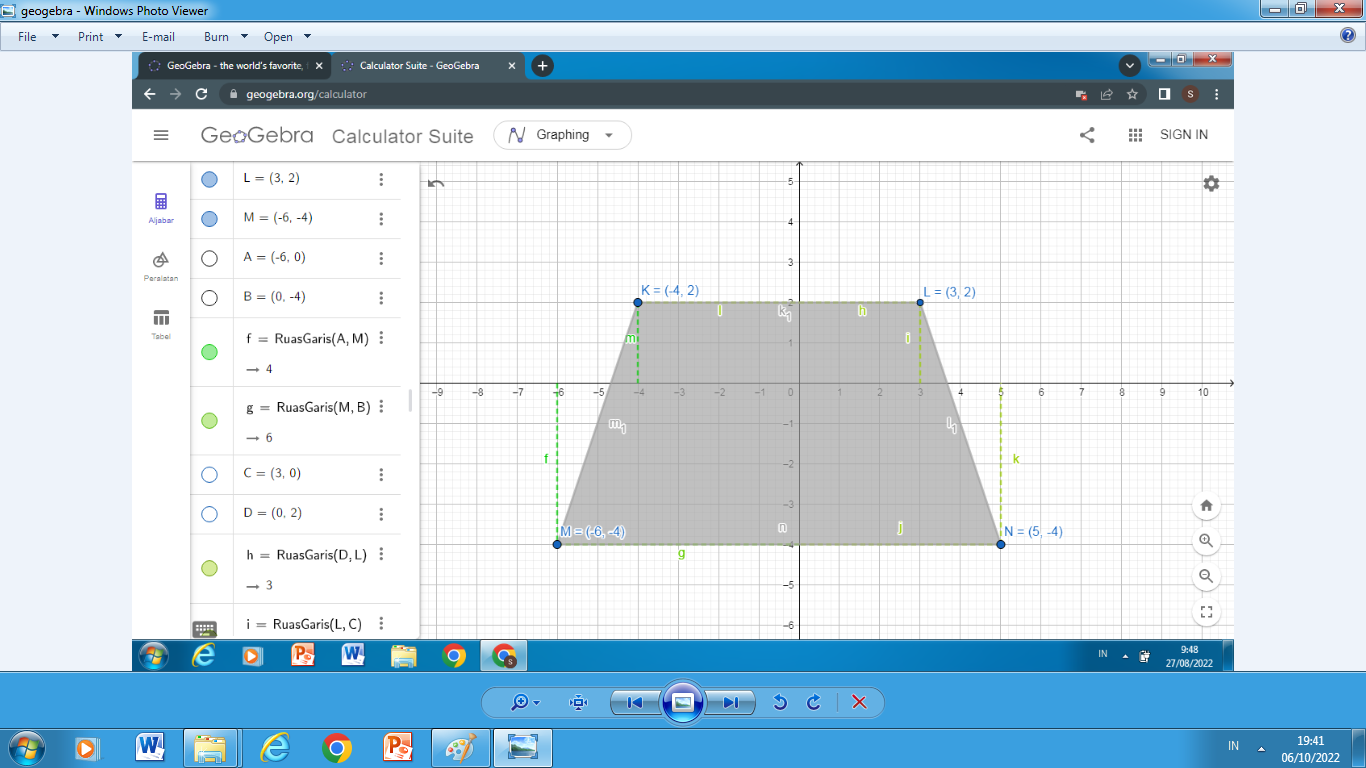 geogebra - Windows Photo Viewer
File Print E-mail Burn Open
GeoGebra - the world's favorite,
Calculator Suite - GeoGebra
geogebra.org/calculator
S
GeoGebra Calculator Suite
Graphing
SIGN IN
Aljabar
Peralatan
Tabel
L = (3, 2)
M = (-6, -4)
A = (-6, 0)
B = (0, -4)
f = RuasGaris(A, M)
→ 4
g = RuasGaris(M, B)
→ 6
C = (3, 0)
D = (0, 2)
h = RuasGaris(D, L)
→ 3
i = RuasGaris(L, C)
5
4
3
K = (-4, 2)
L = (3, 2)
2
l k₁ h
m i
1
−9 −8 −7 −6 −5 −4 −3 −2 −1 0 1 2 3 4 5 6 7 8 9 10
−1
m₁ l₁
f −2 k
−3
M = (-6, -4) n j N = (5, -4)
−4
g
−5
−6
IN
9:48
27/08/2022
S
IN
19:41
06/10/2022